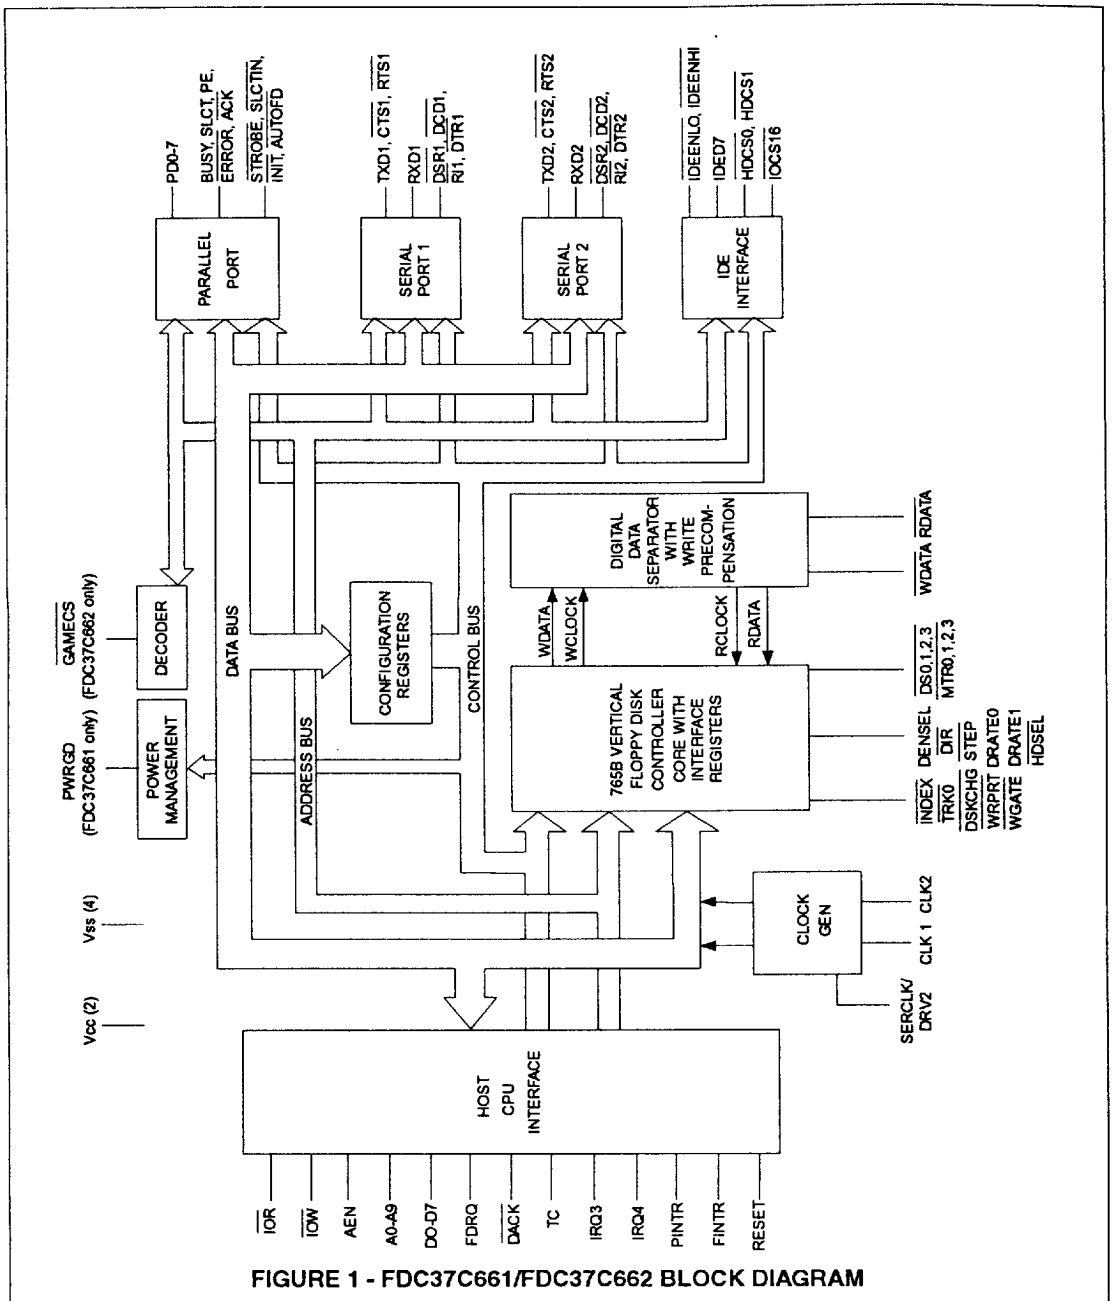 PD0-7
BUSY, SLCT, PE,
ERROR, ACK
STROBE, SLCTIN,
INIT, AUTOFD
TXD1, CTS1, RTS1
RXD1
DSR1, DCD1,
RI1, DTR1
TXD2, CTS2, RTS2
RXD2
DSR2, DCD2,
RI2, DTR2
IDEENLO, IDEENHI
IDED7
HDCS0, HDCS1
IOCS16
PARALLEL
PORT
SERIAL
PORT 1
SERIAL
PORT 2
IDE
INTERFACE
GAMECS
(FDC37C662 only)
DECODER
PWRGD
(FDC37C661 only)
POWER
MANAGEMENT
Vss (4)
Vcc (2)
DATA BUS
ADDRESS BUS
CONFIGURATION
REGISTERS
CONTROL BUS
DIGITAL
DATA
SEPARATOR
WITH
WRITE
PRECOM-
PENSATION
WDATA RDATA
WDATA
WCLOCK
RCLOCK
RDATA
765B VERTICAL
FLOPPY DISK
CONTROLLER
CORE WITH
INTERFACE
REGISTERS
DS0,1,2,3
MTR0,1,2,3
INDEX DENSEL
TRK0 DIR
DSKCHG STEP
WRPRT DRATE0
WGATE DRATE1
HDSEL
CLOCK
GEN
CLK 1 CLK2
SERCLK/
DRV2
HOST
CPU
INTERFACE
IOR
IOW
AEN
A0-A9
DO-D7
FDRQ
DACK
TC
IRQ3
IRQ4
PINTR
FINTR
RESET
FIGURE 1 - FDC37C661/FDC37C662 BLOCK DIAGRAM